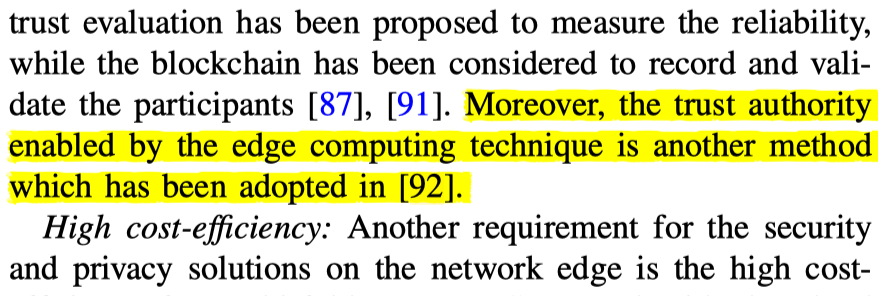 trust evaluation has been proposed to measure the reliability,
while the blockchain has been considered to record and vali-
date the participants [87], [91]. Moreover, the trust authority
enabled by the edge computing technique is another method
which has been adopted in [92].
High cost-efficiency: Another requirement for the security
and privacy solutions on the network edge is the high cost-